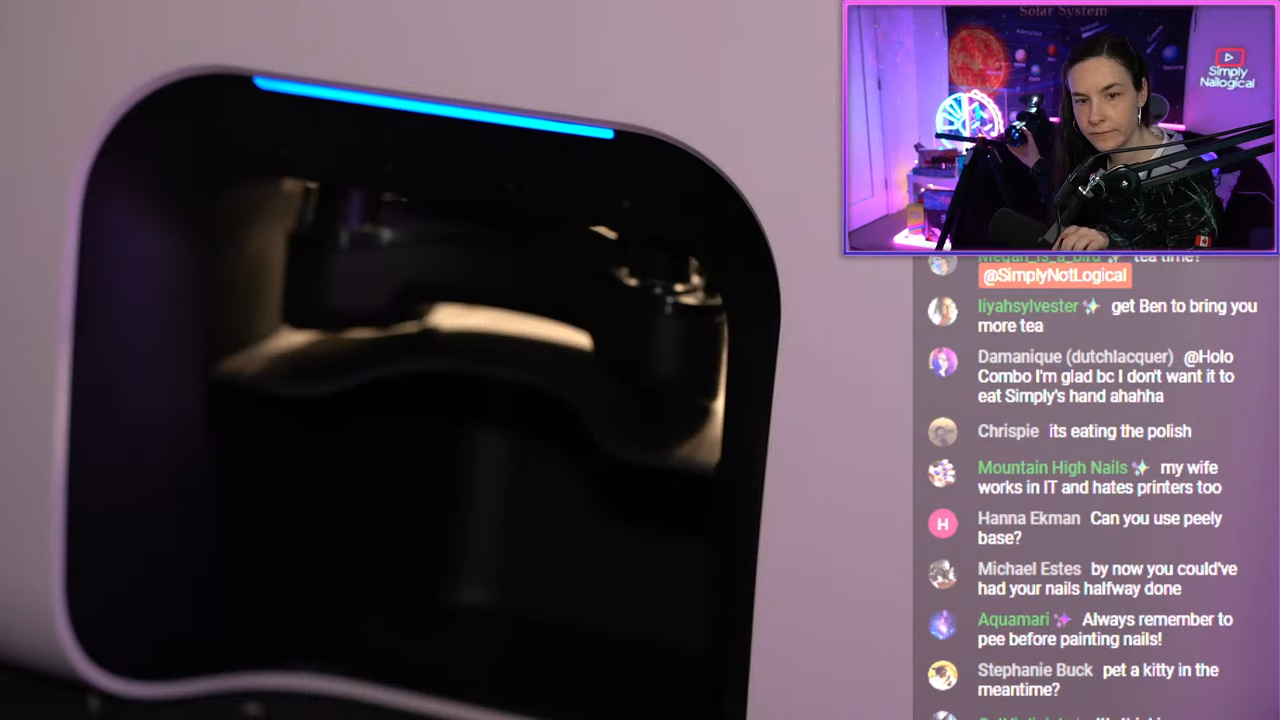 Solar System
Simply
Nailogical
Megan_is_a_bird tea time?
@SimplyNotLogical
liyahsylvester get Ben to bring you
more tea
Damanique (dutchlacquer) @Holo
Combo I'm glad bc I don't want it to
eat Simply's hand ahahha
Chrispie its eating the polish
Mountain High Nails my wife
works in IT and hates printers too
H Hanna Ekman Can you use peely
base?
Michael Estes by now you could've
had your nails halfway done
Aquamari Always remember to
pee before painting nails!
Stephanie Buck pet a kitty in the
meantime?